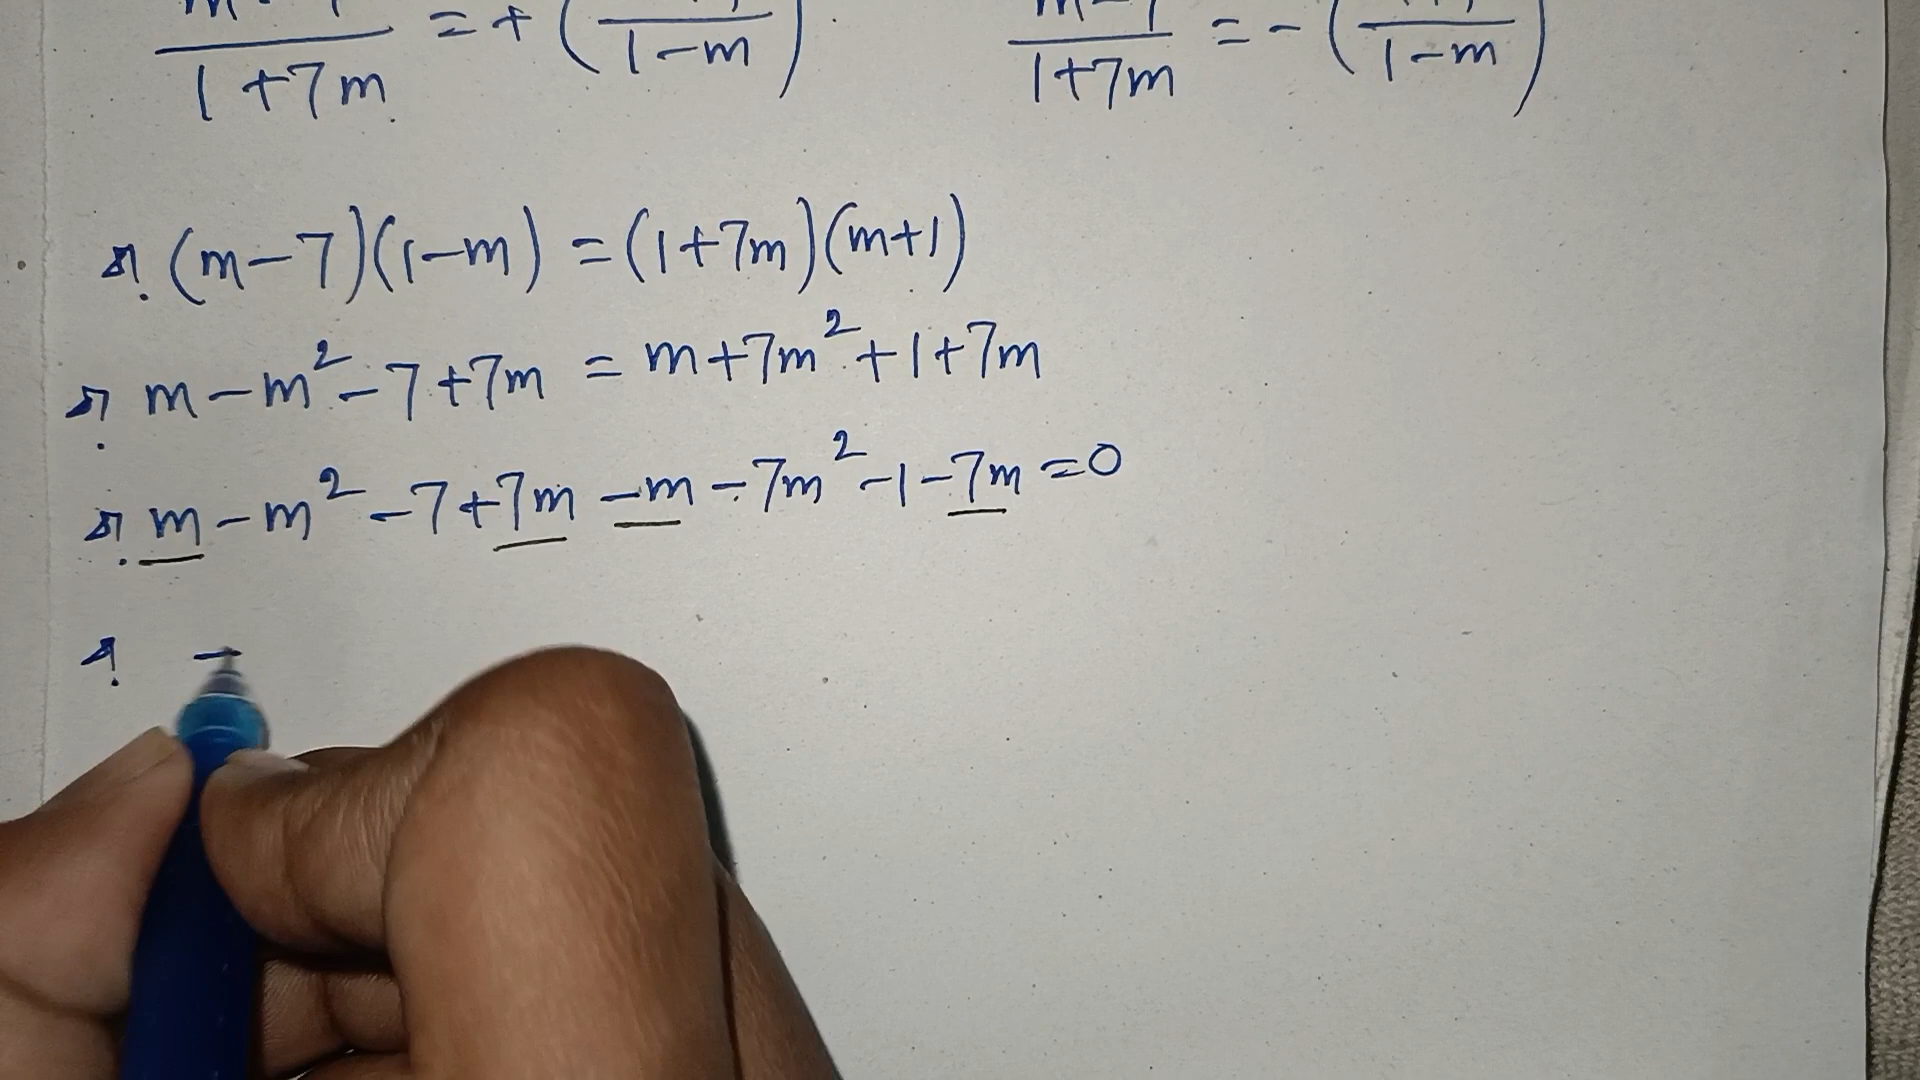 1+7m = + ( / 1-m ) 1+7m = - ( / 1-m )
বা, (m-7)(1-m) = (1+7m)(m+1)
বা, m-m²-7+7m = m+7m²+1+7m
বা, m-m²-7+7m-m-7m²-1-7m=0
বা, -